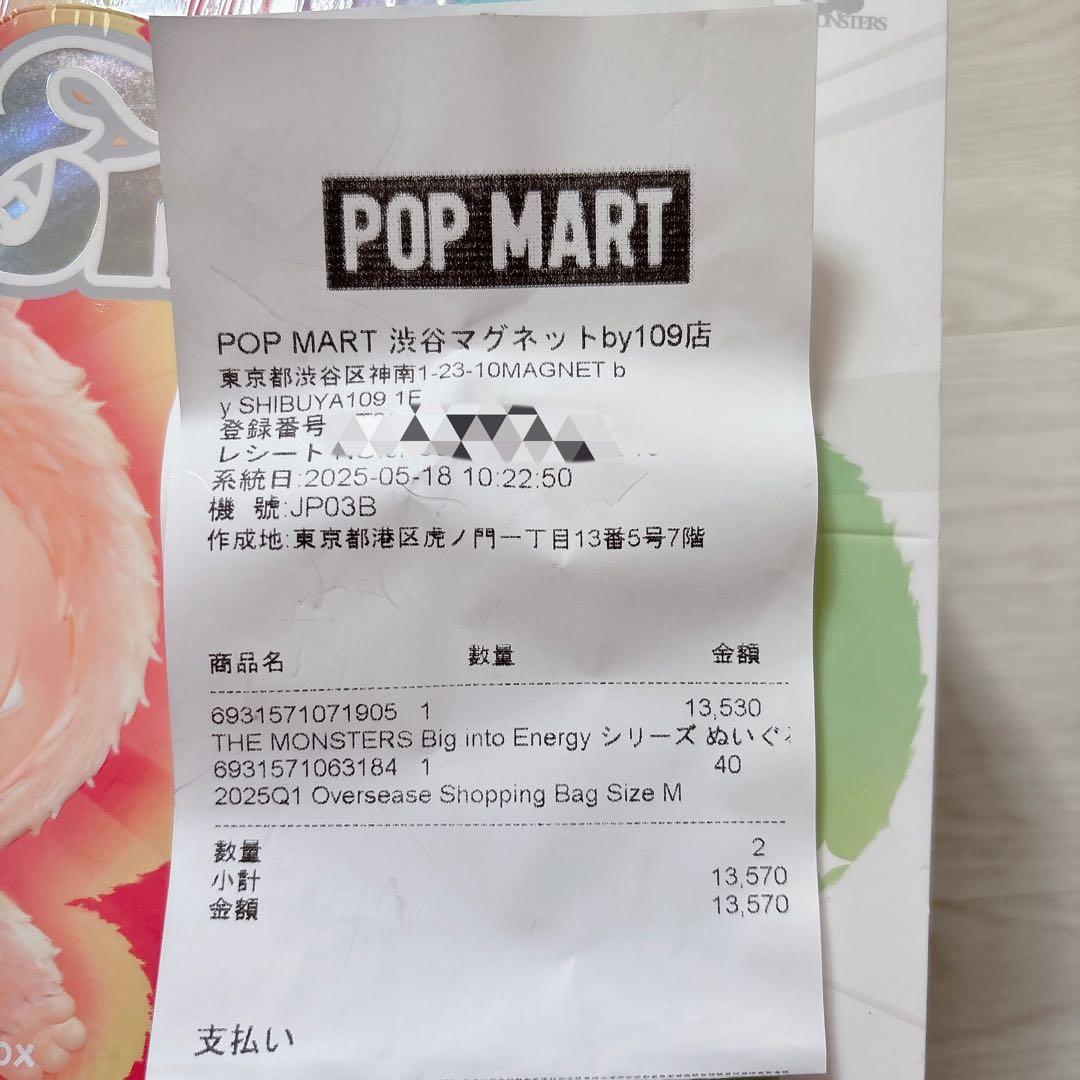 MONSTERS
POP MART
POP MART 渋谷マグネットby109店
東京都渋谷区神南1-23-10MAGNET b
y SHIBUYA109 1F
登録番号
レシート
系統日:2025-05-18 10:22:50
機 號:JP03B
作成地:東京都港区虎ノ門一丁目13番5号7階
商品名 数量 金額
6931571071905 1 13,530
THE MONSTERS Big into Energy シリーズ ぬいぐ
6931571063184 1 40
2025Q1 Oversease Shopping Bag Size M
数量 2
小計 13,570
金額 13,570
支払い